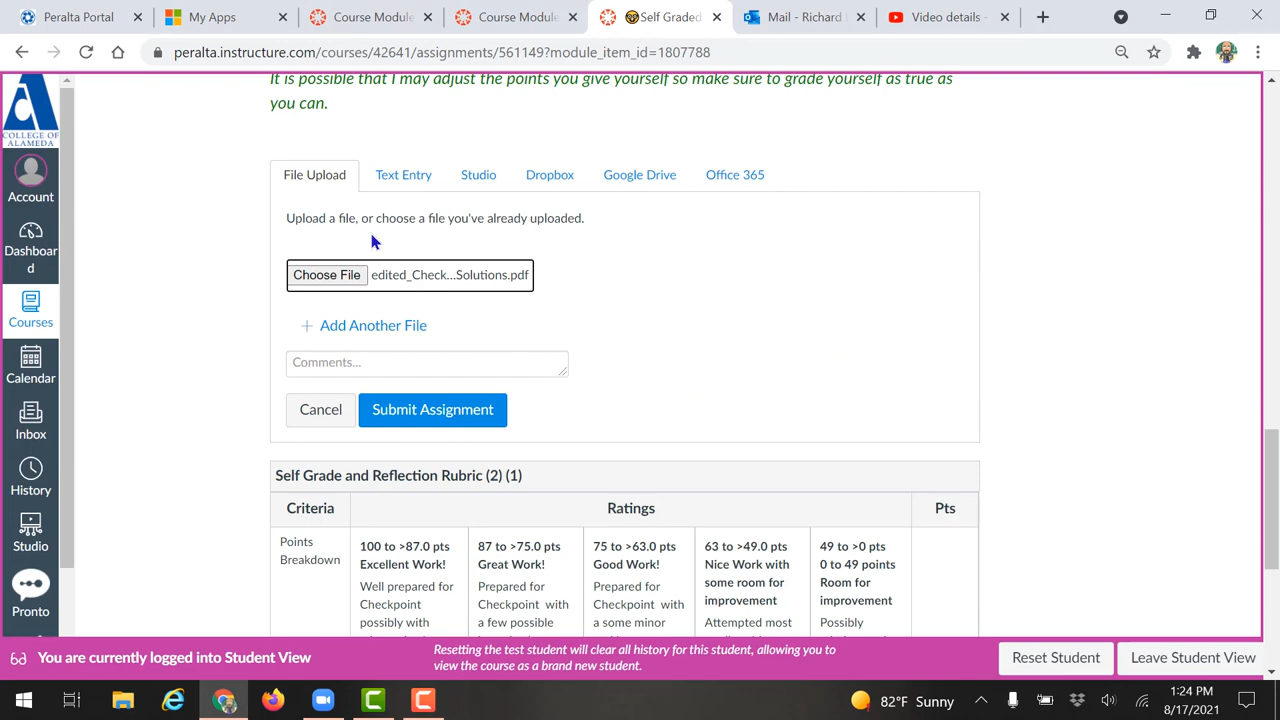 Peralta Portal
My Apps
Course Module
Course Module
Self Graded
Mail - Richard
Video details -
peralta.instructure.com/courses/42641/assignments/561149?module_item_id=1807788
It is possible that I may adjust the points you give yourself so make sure to grade yourself as true as
you can.
COLLEGE OF
ALAMEDA
Account
Dashboar
d
Courses
Calendar
Inbox
History
Studio
Pronto
File Upload
Text Entry
Studio
Dropbox
Google Drive
Office 365
Upload a file, or choose a file you've already uploaded.
Choose File edited_Check...Solutions.pdf
+ Add Another File
Comments...
Cancel
Submit Assignment
Self Grade and Reflection Rubric (2) (1)
Criteria
Ratings
Pts
Points
Breakdown
100 to >87.0 pts
Excellent Work!
Well prepared for
Checkpoint
possibly with
87 to >75.0 pts
Great Work!
Prepared for
Checkpoint with
a few possible
75 to >63.0 pts
Good Work!
Prepared for
Checkpoint with
a some minor
63 to >49.0 pts
Nice Work with
some room for
improvement
Attempted most
49 to >0 pts
0 to 49 points
Room for
improvement
Possibly
You are currently logged into Student View
Resetting the test student will clear all history for this student, allowing you to
view the course as a brand new student.
Reset Student
Leave Student View
82°F Sunny
1:24 PM
8/17/2021